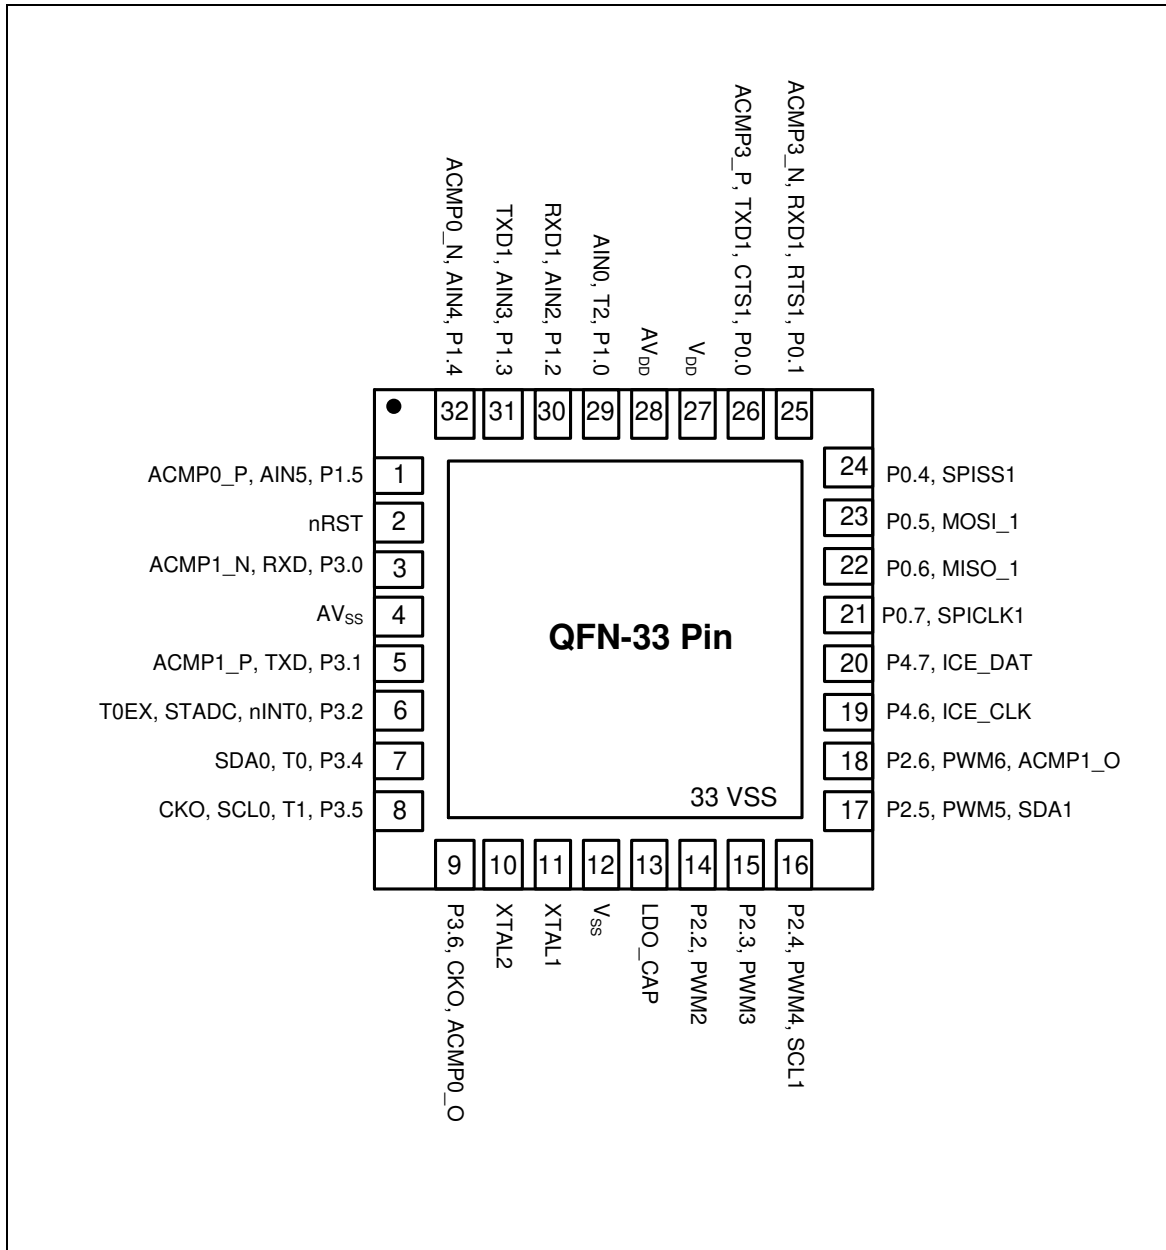 ACMP0_N, AIN4, P1.4
TXD1, AIN3, P1.3
RXD1, AIN2, P1.2
AIN0, T2, P1.0
AVDD
VDD
ACMP3_P, TXD1, CTS1, P0.0
ACMP3_N, RXD1, RTS1, P0.1
32
31
30
29
28
27
26
25
ACMP0_P, AIN5, P1.5
1
nRST
2
ACMP1_N, RXD, P3.0
3
AVSS
4
ACMP1_P, TXD, P3.1
5
T0EX, STADC, nINT0, P3.2
6
SDA0, T0, P3.4
7
CKO, SCL0, T1, P3.5
8
QFN-33 Pin
33 VSS
24
P0.4, SPISS1
23
P0.5, MOSI_1
22
P0.6, MISO_1
21
P0.7, SPICLK1
20
P4.7, ICE_DAT
19
P4.6, ICE_CLK
18
P2.6, PWM6, ACMP1_O
17
P2.5, PWM5, SDA1
9
10
11
12
13
14
15
16
P3.6, CKO, ACMP0_O
XTAL2
XTAL1
VSS
LDO_CAP
P2.2, PWM2
P2.3, PWM3
P2.4, PWM4, SCL1